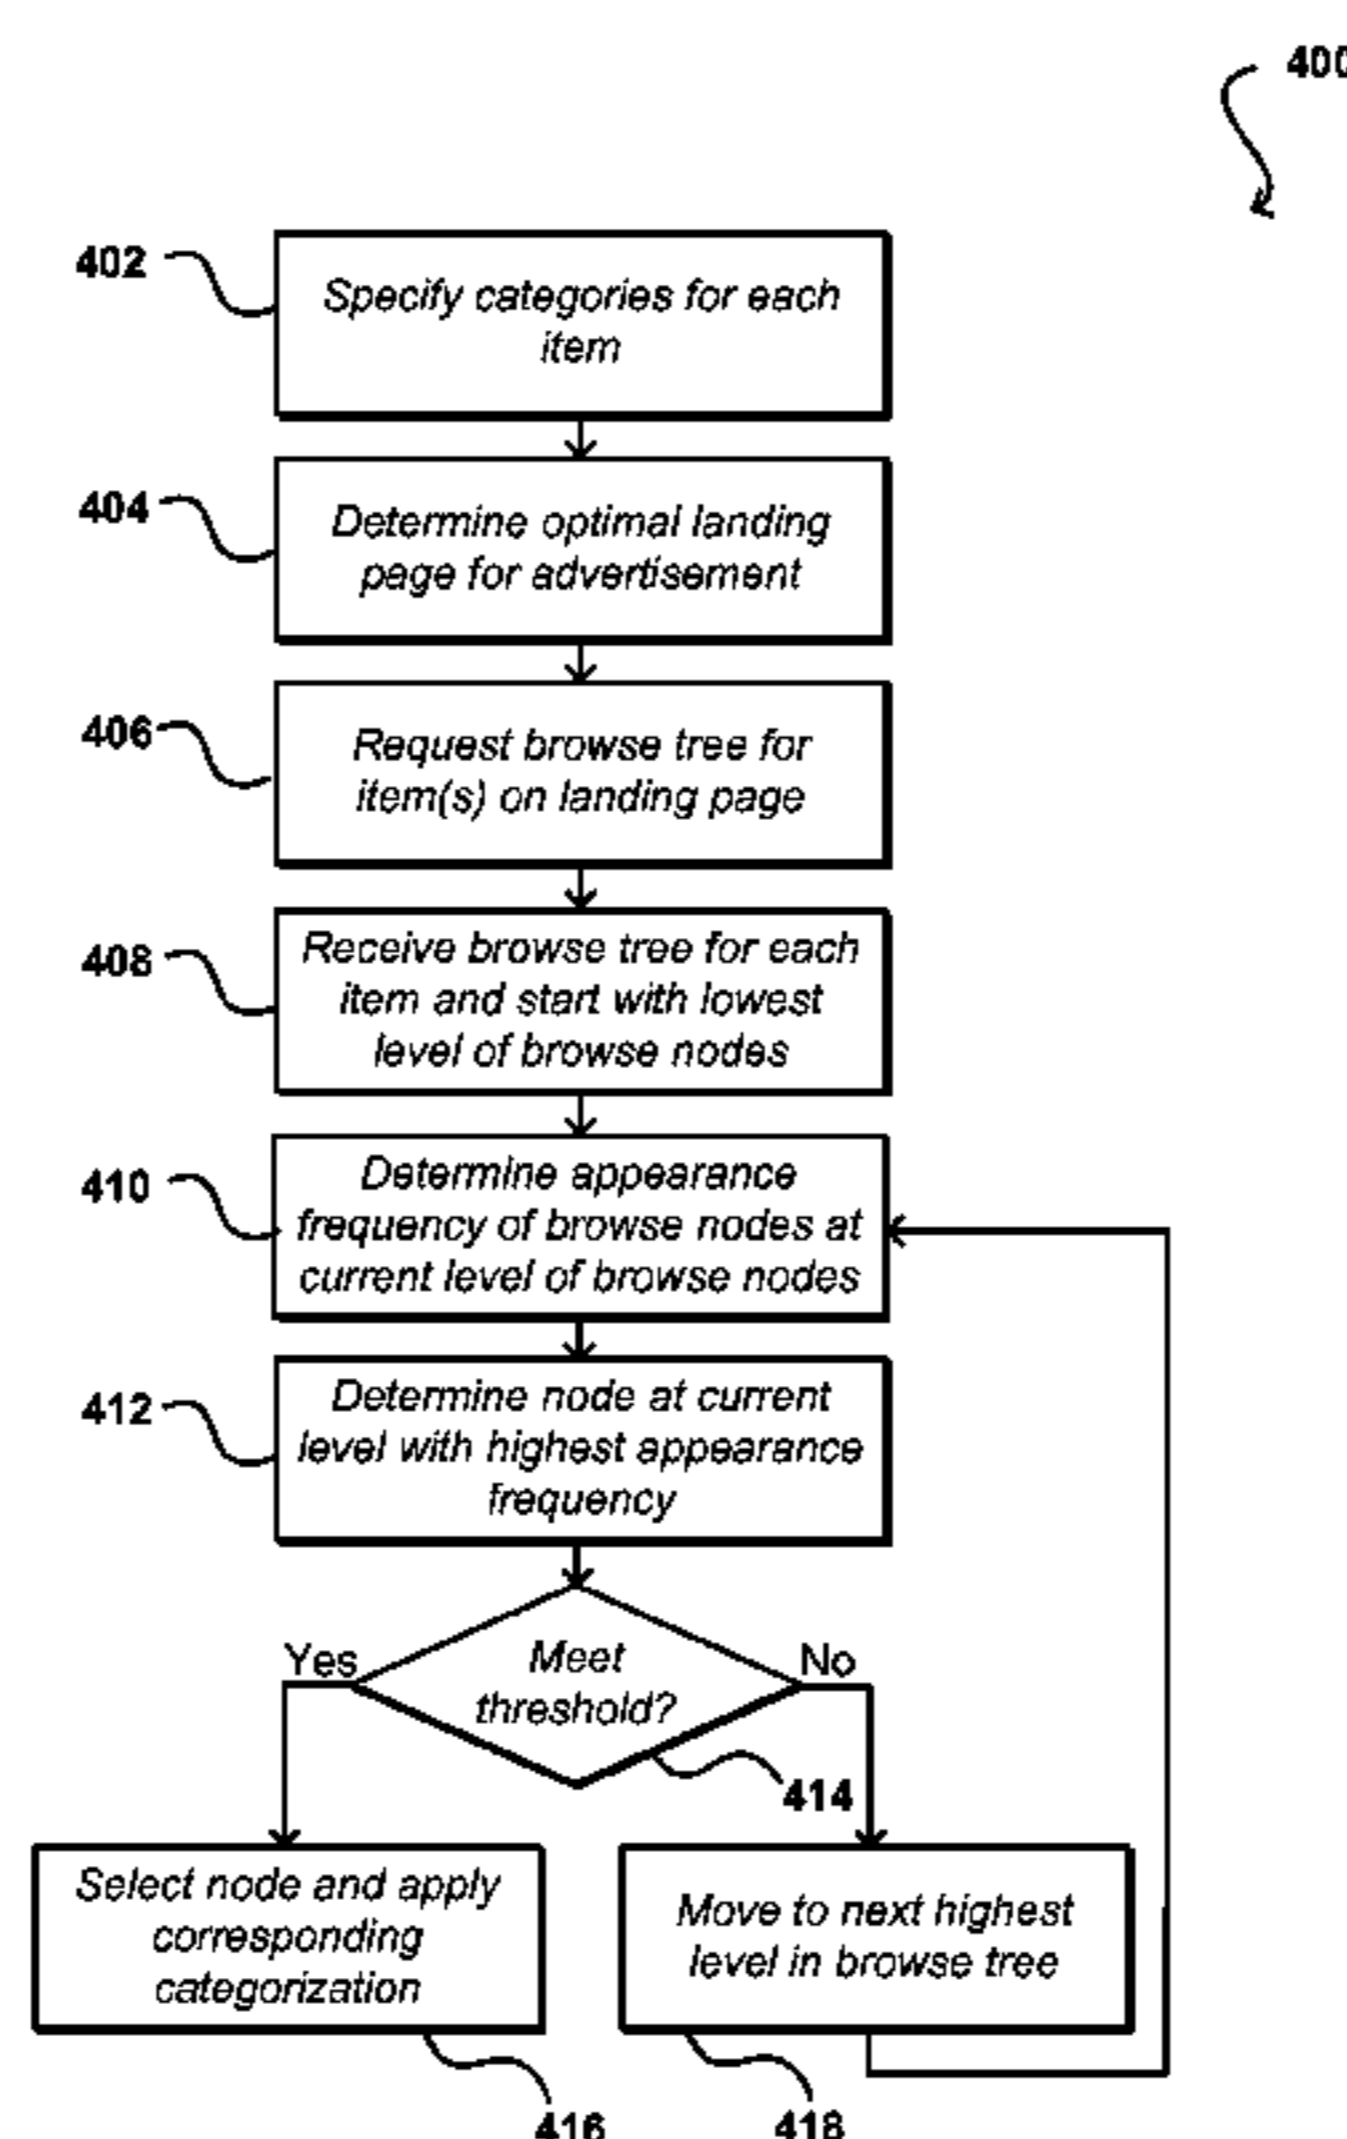 400
402
Specify categories for each
item
404
Determine optimal landing
page for advertisement
406
Request browse tree for
item(s) on landing page
408
Receive browse tree for each
item and start with lowest
level of browse nodes
410
Determine appearance
frequency of browse nodes at
current level of browse nodes
412
Determine node at current
level with highest appearance
frequency
Yes
Meet
threshold?
No
414
Select node and apply
corresponding
categorization
Move to next highest
level in browse tree
416
418